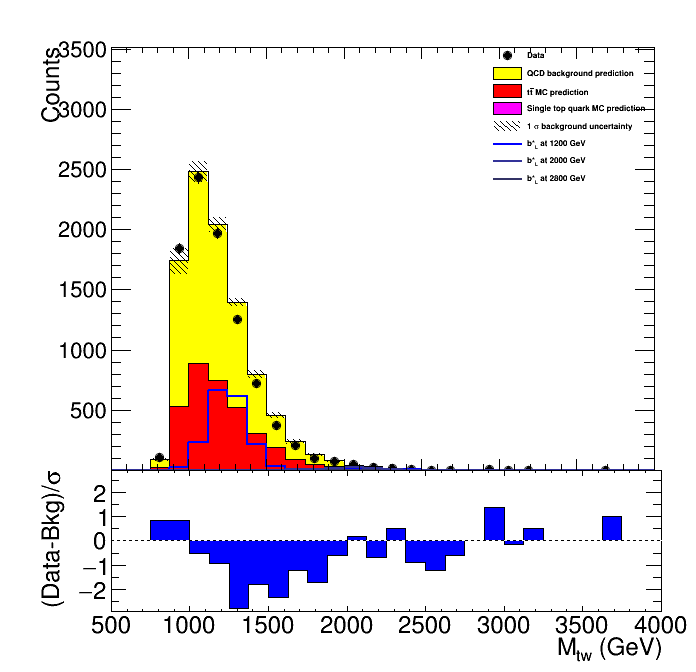 Counts
3500
3000
2500
2000
1500
1000
500
Data
QCD background prediction
tt̄ MC prediction
Single top quark MC prediction
1 σ background uncertainty
b*L at 1200 GeV
b*L at 2000 GeV
b*L at 2800 GeV
(Data-Bkg)/σ
2
1
0
−1
−2
500 1000 1500 2000 2500 3000 3500 4000
Mtw (GeV)